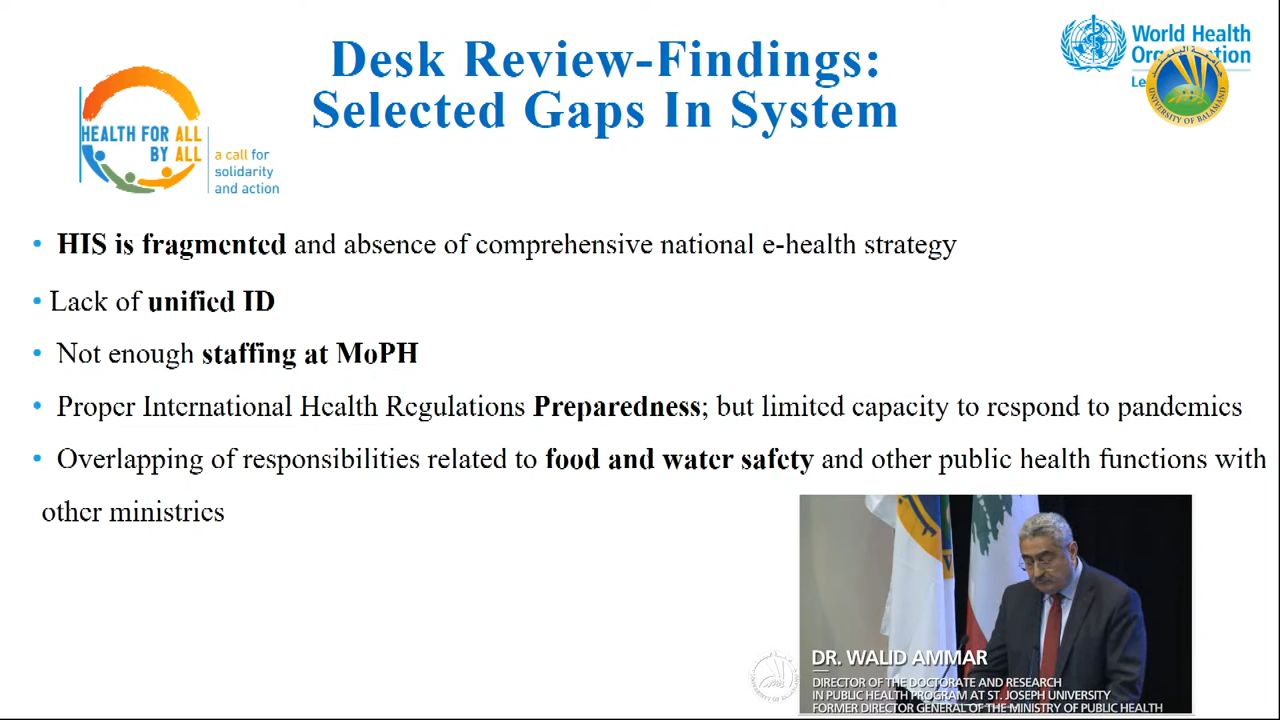 Desk Review-Findings:
Selected Gaps In System
World Health
Organization
HEALTH FOR ALL
BY ALL
a call for
solidarity
and action
UNIVERSITY OF BALAMAND
• HIS is fragmented and absence of comprehensive national e-health strategy
• Lack of unified ID
• Not enough staffing at MoPH
• Proper International Health Regulations Preparedness; but limited capacity to respond to pandemics
• Overlapping of responsibilities related to food and water safety and other public health functions with
other ministries
DR. WALID AMMAR
DIRECTOR OF THE DOCTORATE AND RESEARCH
IN PUBLIC HEALTH PROGRAM AT ST. JOSEPH UNIVERSITY
FORMER DIRECTOR GENERAL OF THE MINISTRY OF PUBLIC HEALTH